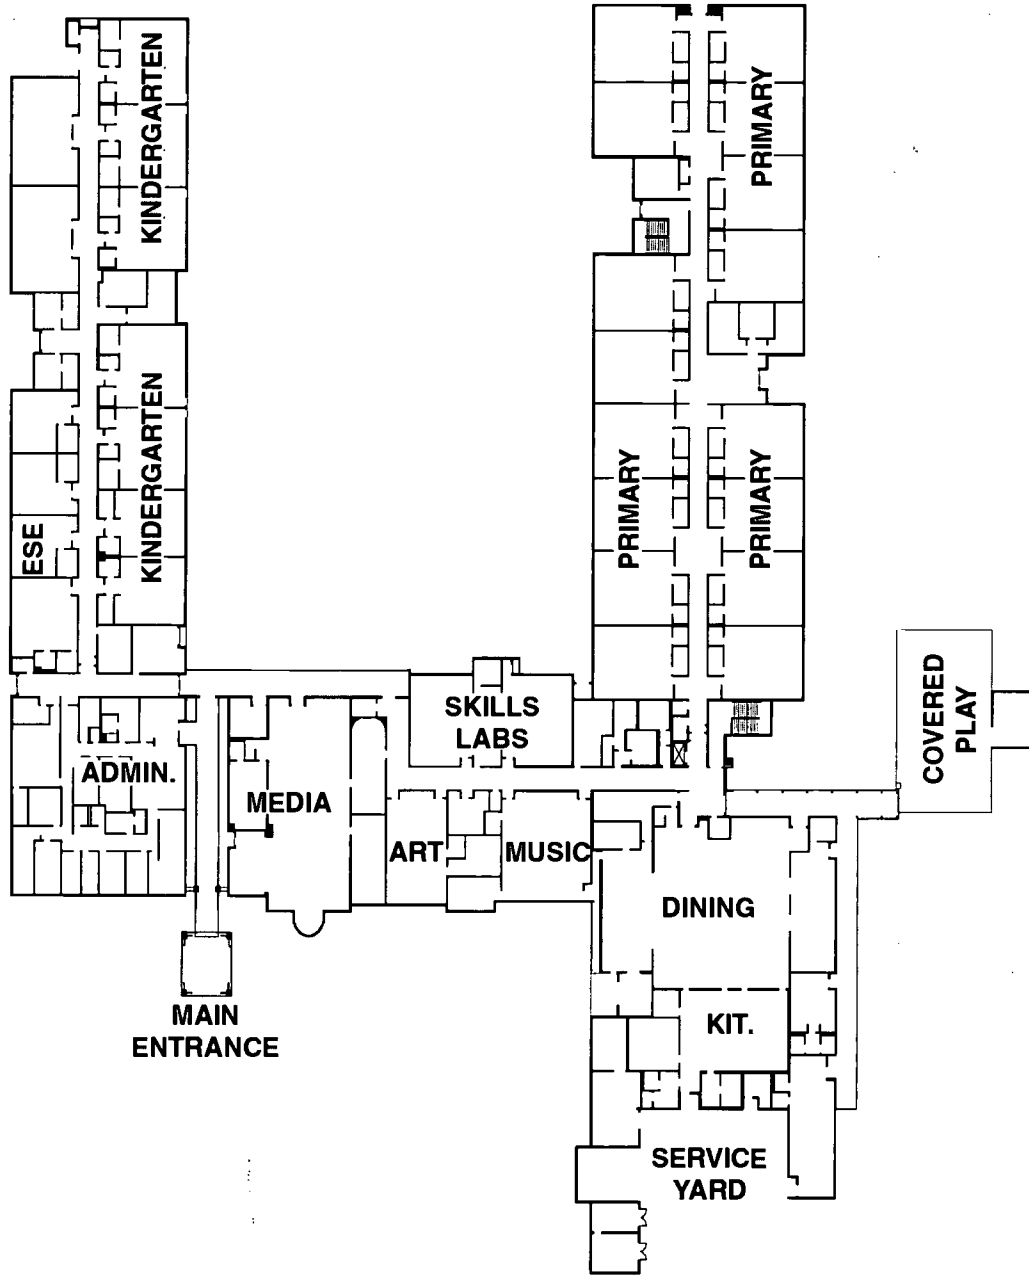 KINDERGARTEN
PRIMARY
KINDERGARTEN
PRIMARY
PRIMARY
ESE
SKILLS
LABS
COVERED
PLAY
ADMIN.
MEDIA
ART
MUSIC
DINING
MAIN
ENTRANCE
KIT.
SERVICE
YARD